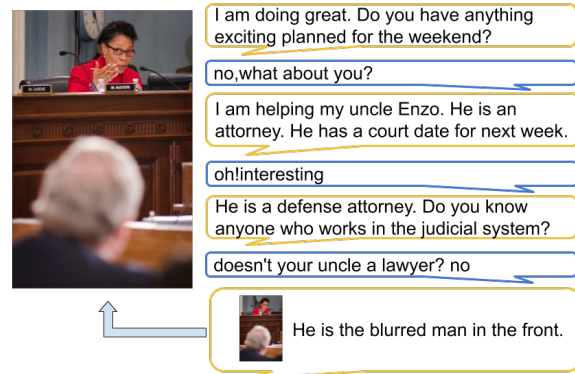 I am doing great. Do you have anything
exciting planned for the weekend?
no,what about you?
I am helping my uncle Enzo. He is an
attorney. He has a court date for next week.
oh!interesting
He is a defense attorney. Do you know
anyone who works in the judicial system?
doesn't your uncle a lawyer? no
He is the blurred man in the front.